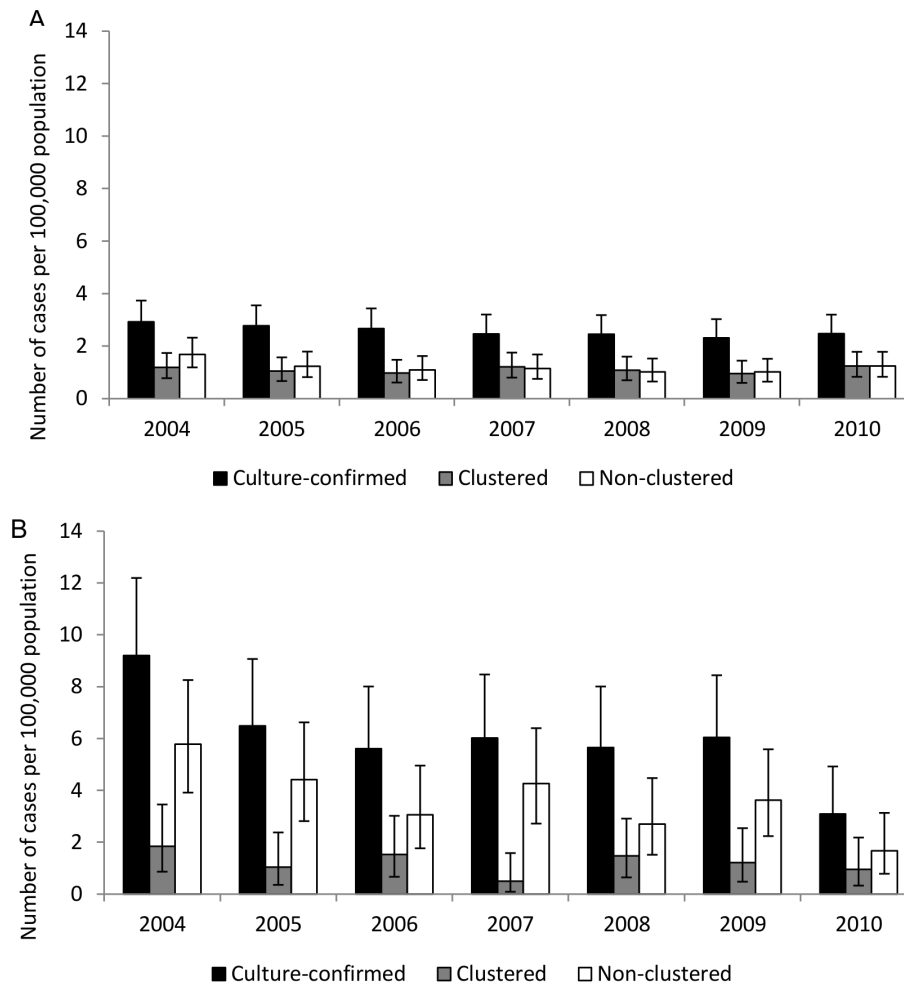 A
Number of cases per 100,000 population
14
12
10
8
6
4
2
0
2004 2005 2006 2007 2008 2009 2010
Culture-confirmed Clustered Non-clustered
B
Number of cases per 100,000 population
14
12
10
8
6
4
2
0
2004 2005 2006 2007 2008 2009 2010
Culture-confirmed Clustered Non-clustered